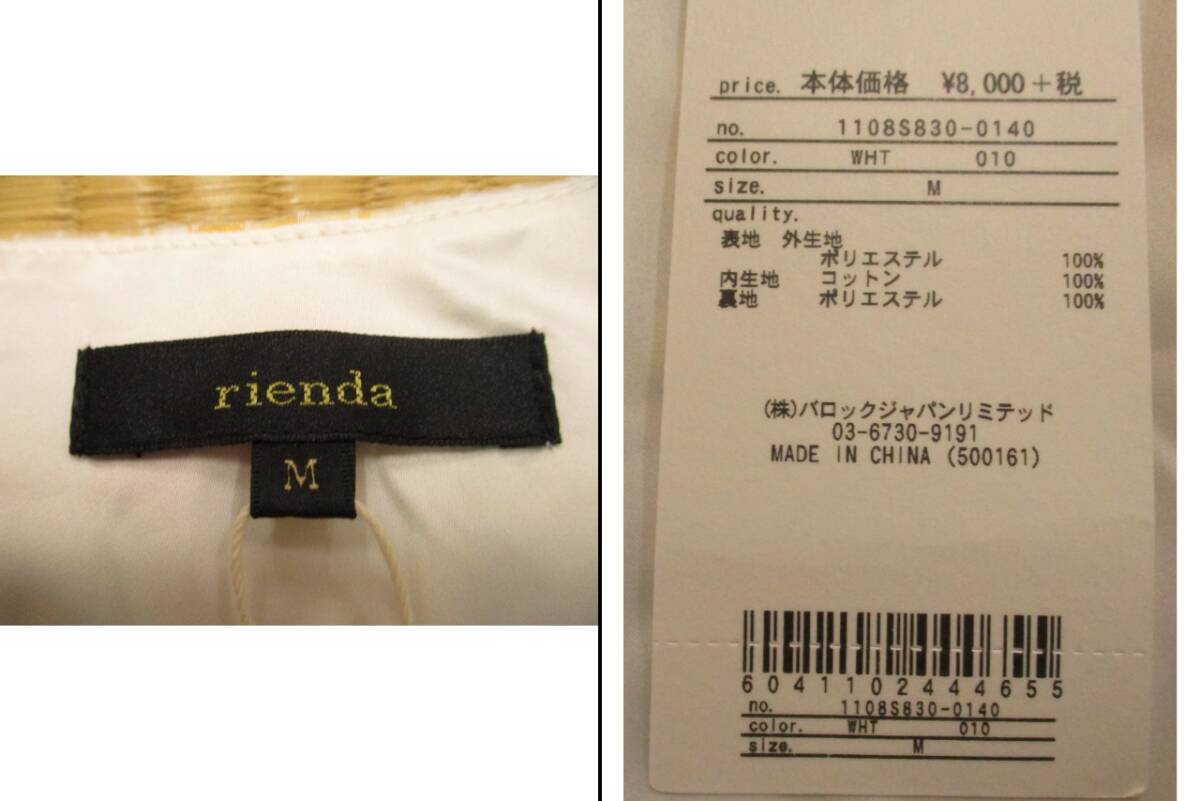 rienda
M
price. 本体価格 ¥8,000+税
no. 1108S830-0140
color. WHT 010
size. M
quality.
表地 外生地
ポリエステル 100%
内生地 コットン 100%
裏地 ポリエステル 100%
(株)バロックジャパンリミテッド
03-6730-9191
MADE IN CHINA (500161)
6041102444655
no. 1108S830-0140
color. WHT 010
size. M